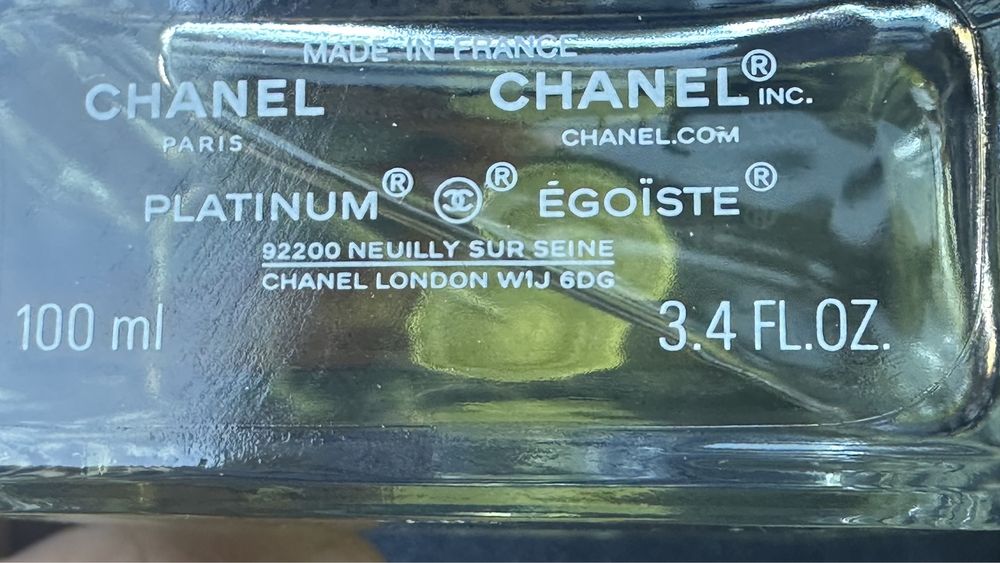 MADE IN FRANCE
CHANEL CHANEL® INC.
PARIS CHANEL.COM
PLATINUM® ® ÉGOÏSTE®
92200 NEUILLY SUR SEINE
CHANEL LONDON W1J 6DG
100 ml 3.4 FL.OZ.